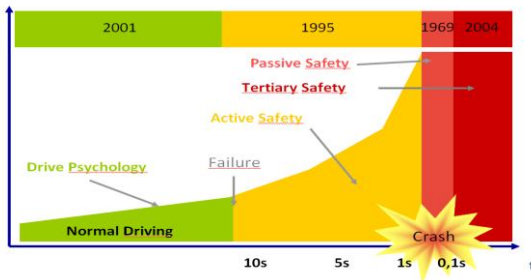 2001 1995 1969 2004
Passive Safety
Tertiary Safety
Active Safety
Drive Psychology
Failure
Normal Driving
Crash
10s 5s 1s 0,1s